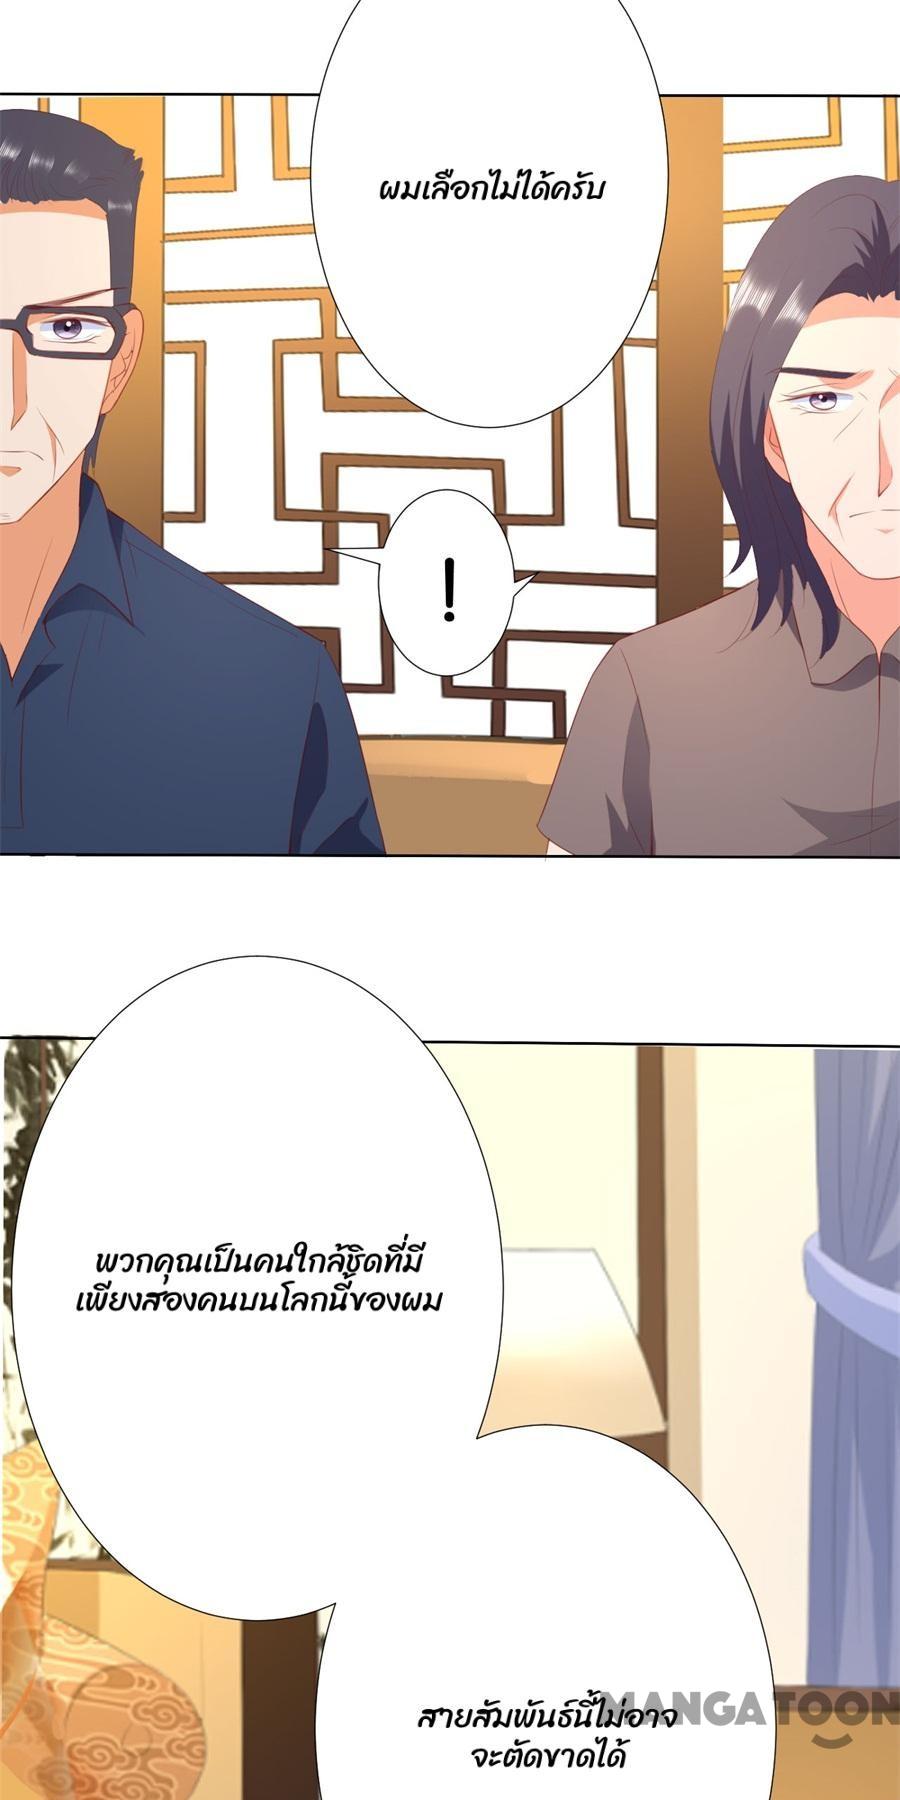 ผมเลือกไม่ได้ครับ
!
พวกคุณเป็นคนใกล้ชิดที่มี
เพียงสองคนบนโลกนี้ของผม
สายสัมพันธ์นี้ไม่อาจ
จะตัดขาดได้
MANGATOON